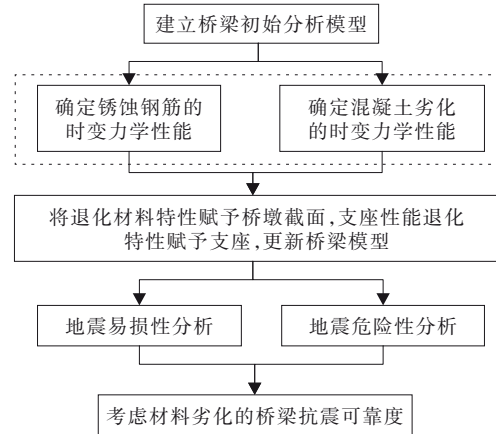 建立桥梁初始分析模型
确定锈蚀钢筋的
时变力学性能
确定混凝土劣化
的时变力学性能
将退化材料特性赋予桥墩截面,支座性能退化
特性赋予支座,更新桥梁模型
地震易损性分析
地震危险性分析
考虑材料劣化的桥梁抗震可靠度